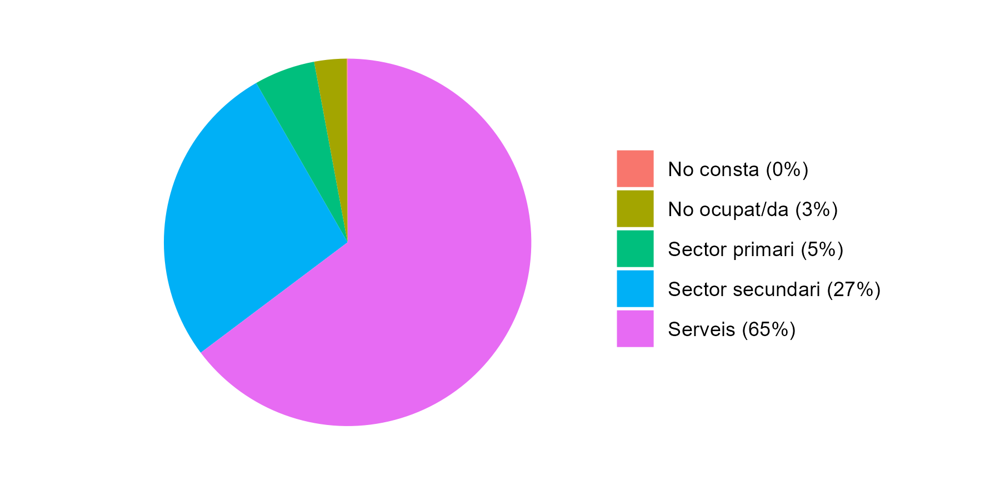 No consta (0%)
No ocupat/da (3%)
Sector primari (5%)
Sector secundari (27%)
Serveis (65%)